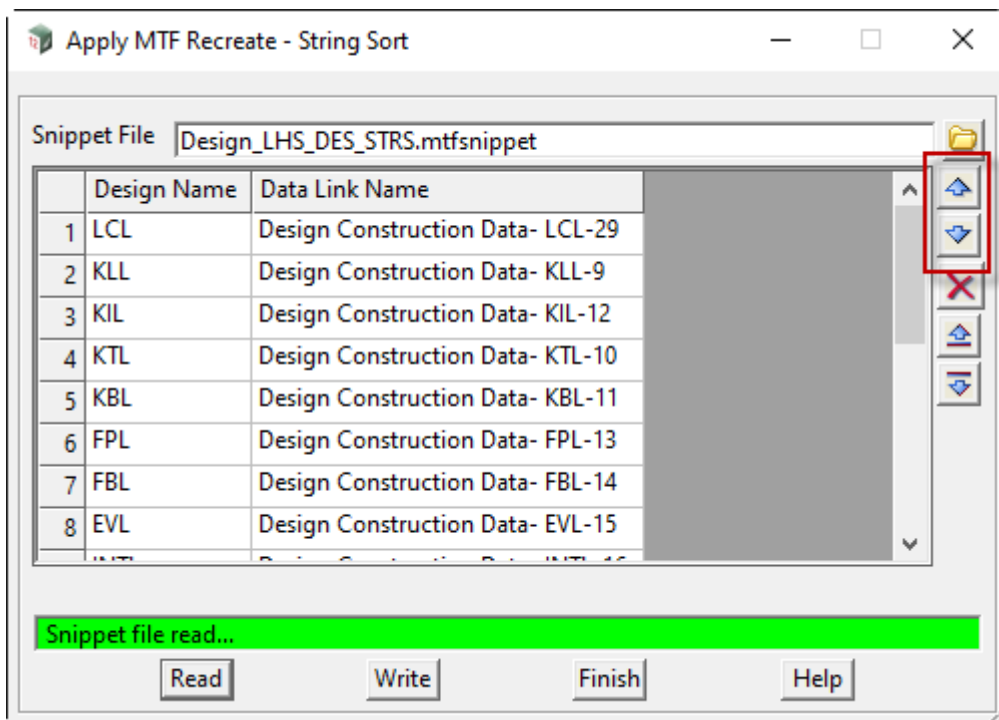 Apply MTF Recreate - String Sort
Snippet File Design_LHS_DES_STRS.mtfsnippet
Design Name Data Link Name
1 LCL Design Construction Data- LCL-29
2 KLL Design Construction Data- KLL-9
3 KIL Design Construction Data- KIL-12
4 KTL Design Construction Data- KTL-10
5 KBL Design Construction Data- KBL-11
6 FPL Design Construction Data- FPL-13
7 FBL Design Construction Data- FBL-14
8 EVL Design Construction Data- EVL-15
Snippet file read...
Read Write Finish Help